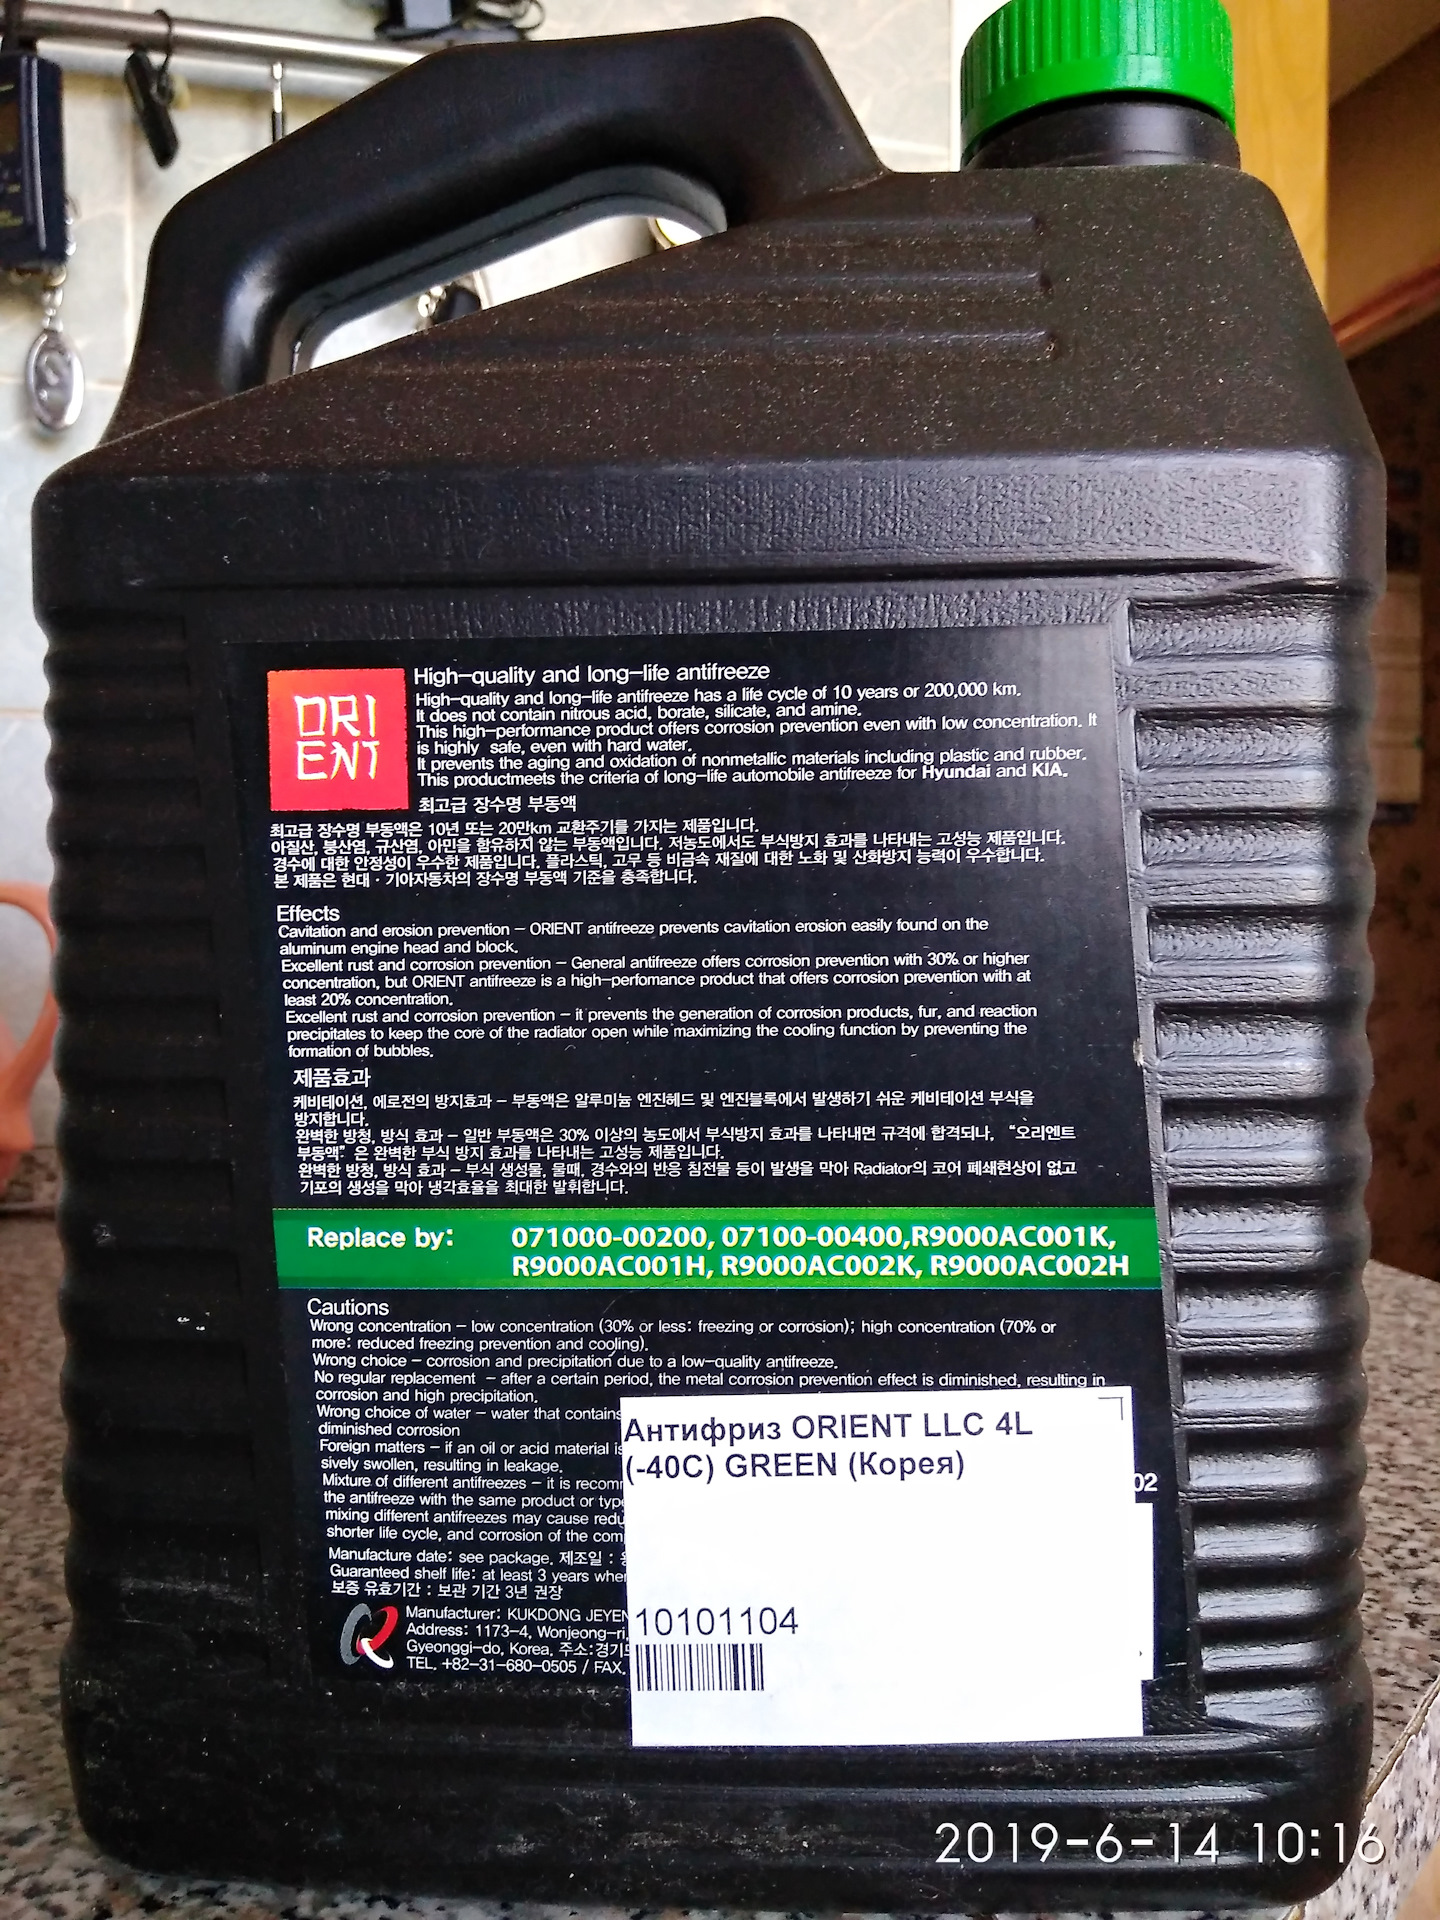 ORI
ENT
High-quality and long-life antifreeze
High-quality and long-life antifreeze has a life cycle of 10 years or 200,000 km.
It does not contain nitrous acid, borate, silicate, and amine.
This high-performance product offers corrosion prevention even with low concentration. It
is highly safe, even with hard water.
It prevents the aging and oxidation of nonmetallic materials including plastic and rubber.
This productmeets the criteria of long-life automobile antifreeze for Hyundai and KIA.
최고급 장수명 부동액
최고급 장수명 부동액은 10년 또는 20만km 교환주기를 가지는 제품입니다.
아질산, 붕산염, 규산염, 아민을 함유하지 않는 부동액입니다. 저농도에서도 부식방지 효과를 나타내는 고성능 제품입니다.
경수에 대한 안정성이 우수한 제품입니다. 플라스틱, 고무 등 비금속 재질에 대한 노화 및 산화방지 능력이 우수합니다.
본 제품은 현대 · 기아자동차의 장수명 부동액 기준을 충족합니다.
Effects
Cavitation and erosion prevention – ORIENT antifreeze prevents cavitation erosion easily found on the
aluminum engine head and block.
Excellent rust and corrosion prevention – General antifreeze offers corrosion prevention with 30% or higher
concentration, but ORIENT antifreeze is a high-perfomance product that offers corrosion prevention with at
least 20% concentration.
Excellent rust and corrosion prevention – it prevents the generation of corrosion products, fur, and reaction
precipitates to keep the core of the radiator open while maximizing the cooling function by preventing the
formation of bubbles.
제품효과
케비테이션, 에로전의 방지효과 – 부동액은 알루미늄 엔진헤드 및 엔진블록에서 발생하기 쉬운 케비테이션 부식을
방지합니다.
완벽한 방청, 방식 효과 – 일반 부동액은 30% 이상의 농도에서 부식방지 효과를 나타내면 규격에 합격되나, “오리엔트
부동액” 은 완벽한 부식 방지 효과를 나타내는 고성능 제품입니다.
완벽한 방청, 방식 효과 – 부식 생성물, 물때, 경수와의 반응 침전물 등이 발생을 막아 Radiator의 코어 폐쇄현상이 없고
기포의 생성을 막아 냉각효율을 최대한 발휘합니다.
Replace by: 071000-00200, 07100-00400,R9000AC001K,
R9000AC001H, R9000AC002K, R9000AC002H
Cautions
Wrong concentration – low concentration (30% or less: freezing or corrosion); high concentration (70% or
more: reduced freezing prevention and cooling).
Wrong choice – corrosion and precipitation due to a low-quality antifreeze.
No regular replacement – after a certain period, the metal corrosion prevention effect is diminished, resulting in
corrosion and high precipitation.
Wrong choice of water – water that contains
diminished corrosion
Foreign matters – if an oil or acid material is
sively swollen, resulting in leakage.
Mixture of different antifreezes – it is recom
the antifreeze with the same product or type
mixing different antifreezes may cause redu
shorter life cycle, and corrosion of the com
02
Manufacture date: see package. 제조일 :
Guaranteed shelf life: at least 3 years wher
보증 유효기간 : 보관 기간 3년 권장
Manufacturer: KUKDONG JEYEN
Address: 1173-4, Wonjeong-ri,
Gyeonggi-do, Korea. 주소:경기
TEL. +82-31-680-0505 / FAX.
Антифриз ORIENT LLC 4L
(-40C) GREEN (Корея)
10101104
2019-6-14 10:16